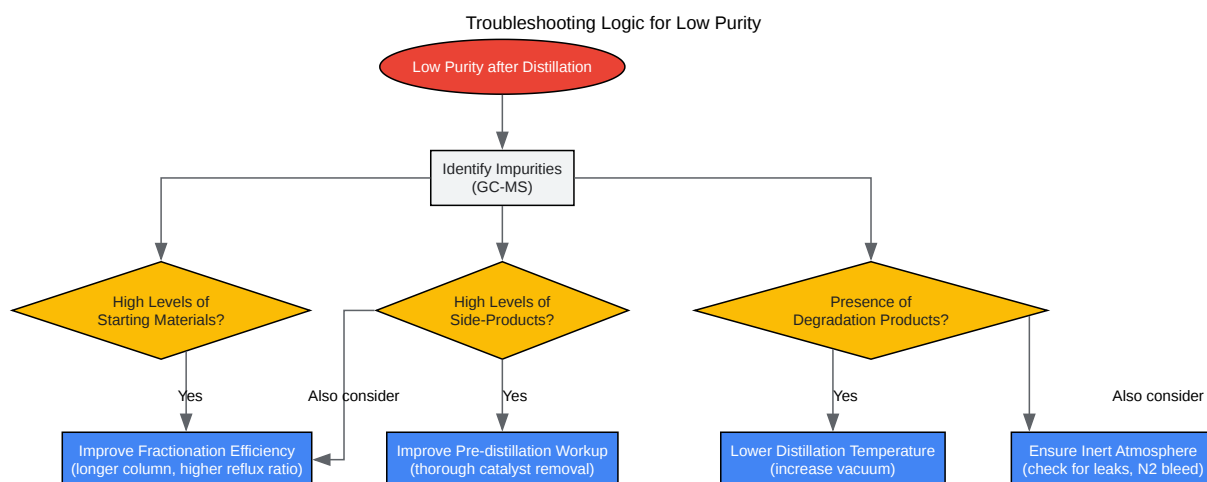 Troubleshooting Logic for Low Purity
Low Purity after Distillation
Identify Impurities
(GC-MS)
High Levels of
Starting Materials?
High Levels of
Side-Products?
Presence of
Degradation Products?
Yes
Also consider
Yes
Yes
Also consider
Improve Fractionation Efficiency
(longer column, higher reflux ratio)
Improve Pre-distillation Workup
(thorough catalyst removal)
Lower Distillation Temperature
(increase vacuum)
Ensure Inert Atmosphere
(check for leaks, N2 bleed)